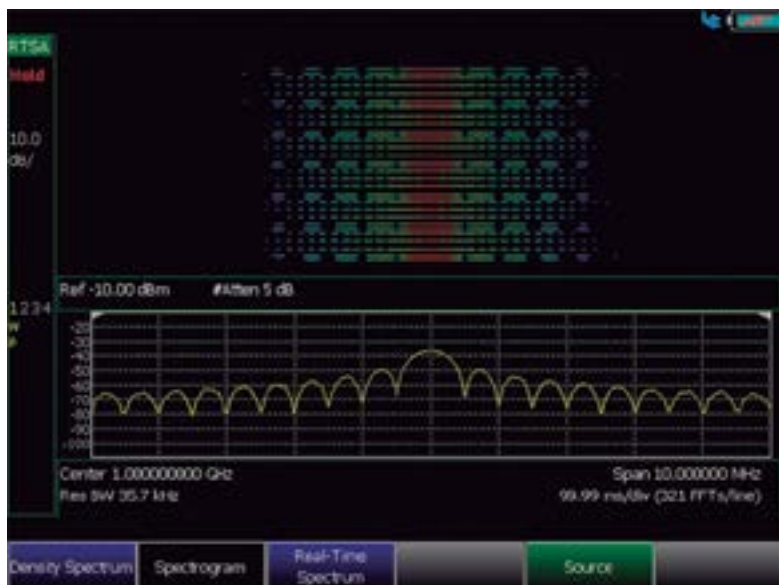 RTSA
Hold
10.0
dB/
Ref -10.00 dBm #Atten 5 dB
1234
-20
-30
-40
-50
-60
-70
-80
-90
-100
Center 1.000000000 GHz
Span 10.000000 MHz
Res BW 35.7 kHz
99.99 ms/div (321 FFTs/line)
Density Spectrum
Spectrogram
Real-Time
Spectrum
Source